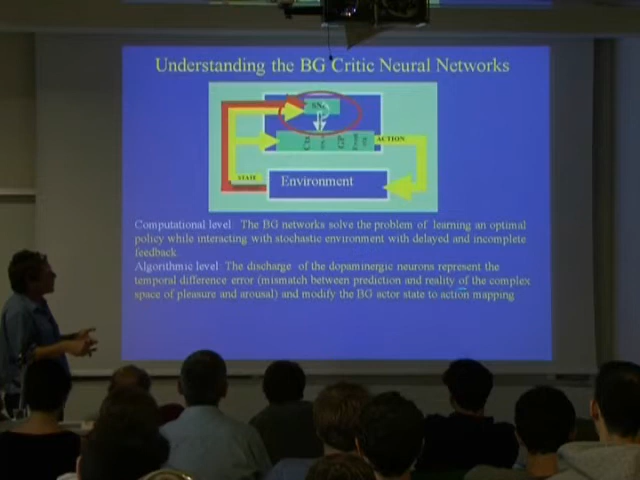 Understanding the BG Critic Neural Networks
SN
ACTION
GP
STATE
Environment
Computational level: The BG networks solve the problem of learning an optimal
policy while interacting with stochastic environment with delayed and incomplete
feedback
Algorithmic level: The discharge of the dopaminergic neurons represent the
temporal difference error (mismatch between prediction and reality of the complex
space of pleasure and arousal) and modify the BG actor state to action mapping